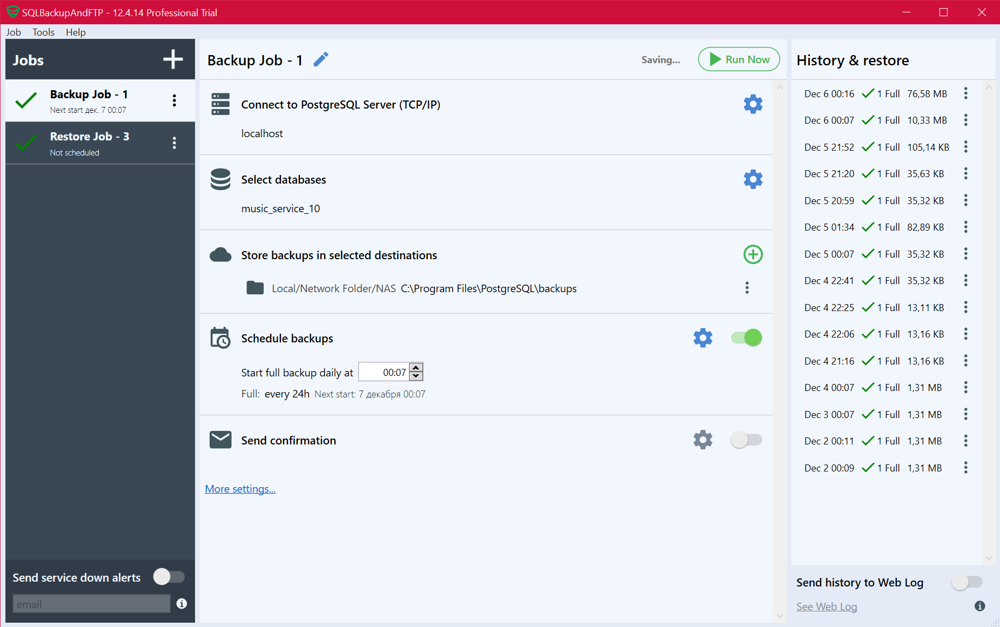 SQLBackupAndFTP - 12.4.14 Professional Trial
Job Tools Help
Jobs
Backup Job - 1
Next start дек. 7 00:07
Restore Job - 3
Not scheduled
Send service down alerts
email
Backup Job - 1
Saving...
Run Now
Connect to PostgreSQL Server (TCP/IP)
localhost
Select databases
music_service_10
Store backups in selected destinations
Local/Network Folder/NAS C:\Program Files\PostgreSQL\backups
Schedule backups
Start full backup daily at 00:07
Full: every 24h Next start: 7 декабря 00:07
Send confirmation
More settings...
History & restore
Dec 6 00:16 1 Full 76,58 MB
Dec 6 00:07 1 Full 10,33 MB
Dec 5 21:52 1 Full 105,14 KB
Dec 5 21:20 1 Full 35,63 KB
Dec 5 20:59 1 Full 35,32 KB
Dec 5 01:34 1 Full 82,89 KB
Dec 5 00:07 1 Full 35,32 KB
Dec 4 22:41 1 Full 35,32 KB
Dec 4 22:25 1 Full 13,11 KB
Dec 4 22:06 1 Full 13,16 KB
Dec 4 21:16 1 Full 13,16 KB
Dec 4 00:07 1 Full 1,31 MB
Dec 3 00:07 1 Full 1,31 MB
Dec 2 00:11 1 Full 1,31 MB
Dec 2 00:09 1 Full 1,31 MB
Send history to Web Log
See Web Log